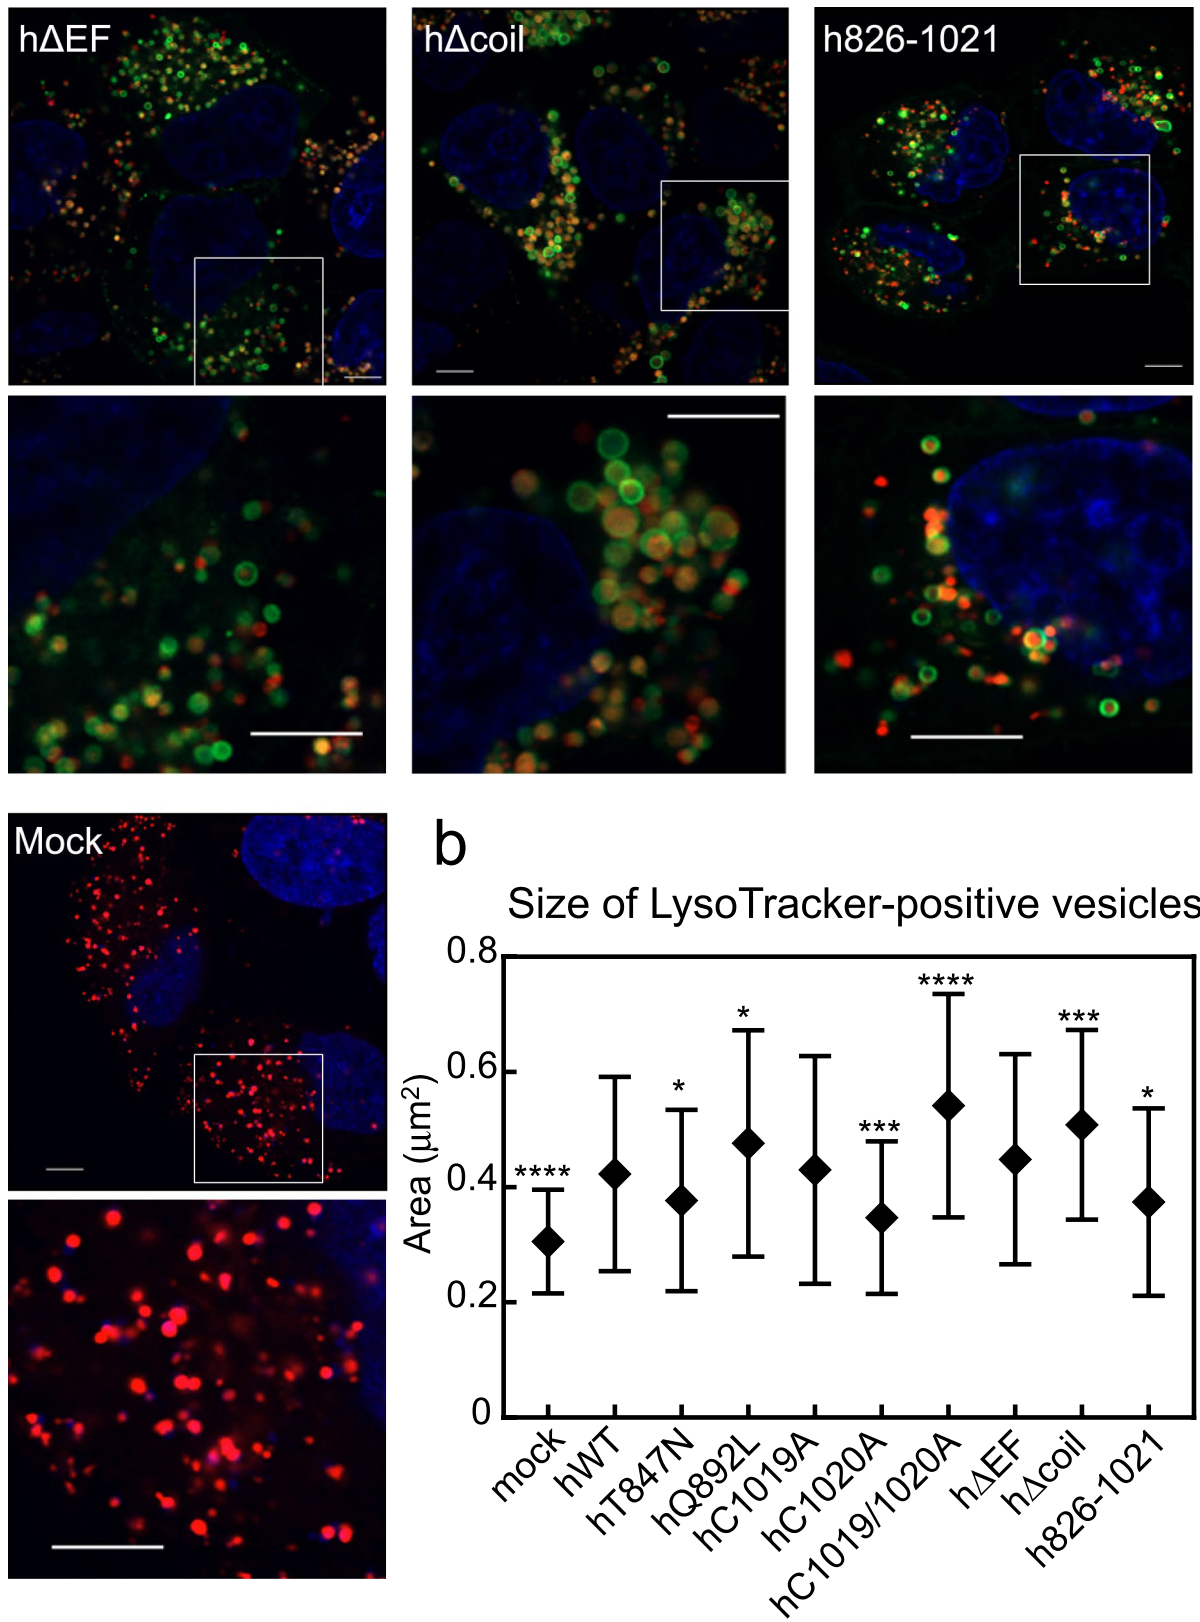 hΔEF
hΔcoil
h826-1021
Mock
b
Size of LysoTracker-positive vesicles
Area (μm²)
0.8
0.6
0.4
0.2
0
****
*
*
***
****
***
*
mock
hWT
hT847N
hQ892L
hC1019A
hC1020A
hC1019/1020A
hΔEF
hΔcoil
h826-1021